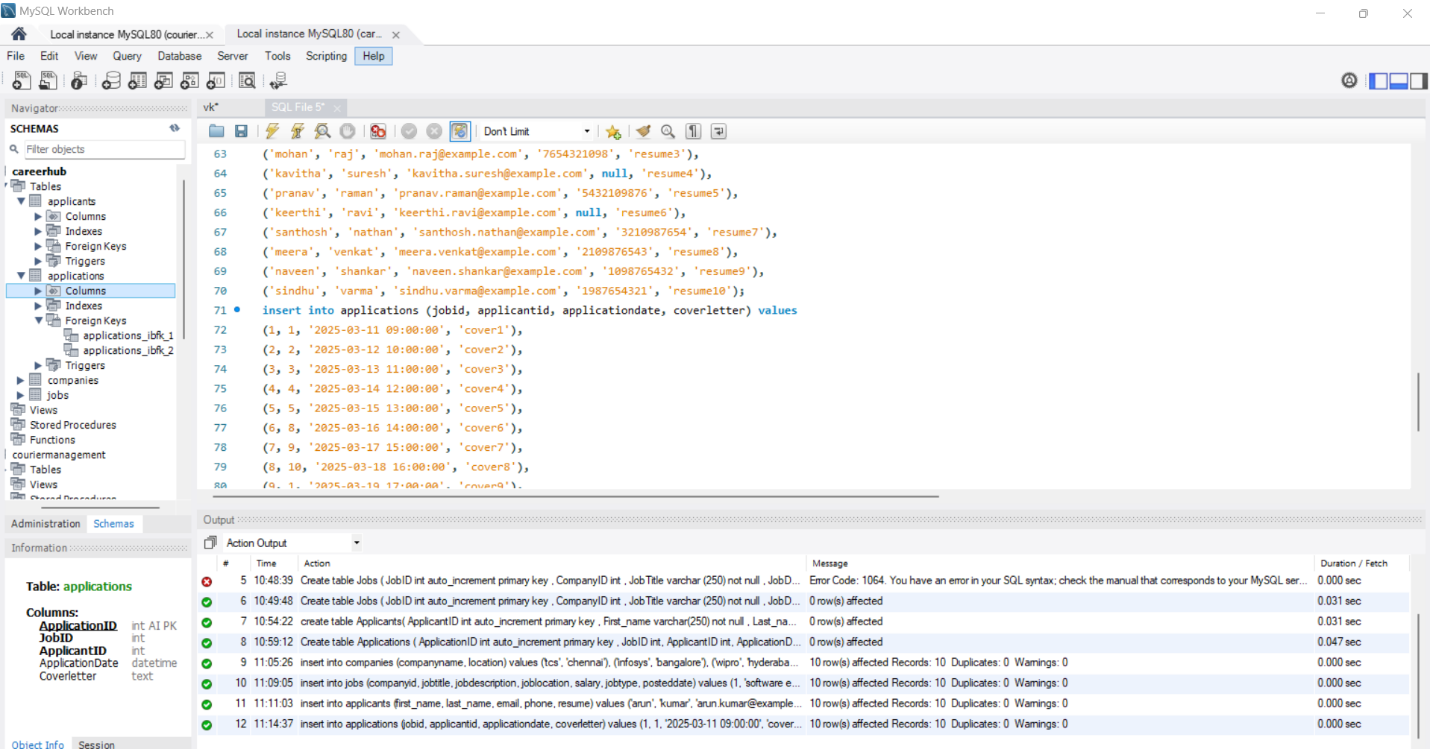 MySQL Workbench
Local instance MySQL80 (courier... ×
Local instance MySQL80 (car... ×
File Edit View Query Database Server Tools Scripting Help
Navigator
SCHEMAS
Filter objects
careerhub
Tables
applicants
Columns
Indexes
Foreign Keys
Triggers
applications
Columns
Indexes
Foreign Keys
applications_ibfk_1
applications_ibfk_2
Triggers
companies
jobs
Views
Stored Procedures
Functions
couriermanagement
Tables
Views
Stored Procedures
Administration Schemas
Information
Table: applications
Columns:
ApplicationID int AI PK
JobID int
ApplicantID int
ApplicationDate datetime
Coverletter text
Object Info Session
vk* SQL File 5* ×
Don't Limit
63 ('mohan', 'raj', 'mohan.raj@example.com', '7654321098', 'resume3'),
64 ('kavitha', 'suresh', 'kavitha.suresh@example.com', null, 'resume4'),
65 ('pranav', 'raman', 'pranav.raman@example.com', '5432109876', 'resume5'),
66 ('keerthi', 'ravi', 'keerthi.ravi@example.com', null, 'resume6'),
67 ('santhosh', 'nathan', 'santhosh.nathan@example.com', '3210987654', 'resume7'),
68 ('meera', 'venkat', 'meera.venkat@example.com', '2109876543', 'resume8'),
69 ('naveen', 'shankar', 'naveen.shankar@example.com', '1098765432', 'resume9'),
70 ('sindhu', 'varma', 'sindhu.varma@example.com', '1987654321', 'resume10');
71 insert into applications (jobid, applicantid, applicationdate, coverletter) values
72 (1, 1, '2025-03-11 09:00:00', 'cover1'),
73 (2, 2, '2025-03-12 10:00:00', 'cover2'),
74 (3, 3, '2025-03-13 11:00:00', 'cover3'),
75 (4, 4, '2025-03-14 12:00:00', 'cover4'),
76 (5, 5, '2025-03-15 13:00:00', 'cover5'),
77 (6, 8, '2025-03-16 14:00:00', 'cover6'),
78 (7, 9, '2025-03-17 15:00:00', 'cover7'),
79 (8, 10, '2025-03-18 16:00:00', 'cover8'),
80 (9, 1, '2025-03-19 17:00:00', 'cover9'),
Output
Action Output
# Time Action Message Duration / Fetch
5 10:48:39 Create table Jobs ( JobID int auto_increment primary key , CompanyID int , JobTitle varchar (250) not null , JobD... Error Code: 1064. You have an error in your SQL syntax; check the manual that corresponds to your MySQL ser... 0.000 sec
6 10:49:48 Create table Jobs ( JobID int auto_increment primary key , CompanyID int , JobTitle varchar (250) not null , JobD... 0 row(s) affected 0.031 sec
7 10:54:22 create table Applicants( ApplicantID int auto_increment primary key , First_name varchar(250) not null , Last_na... 0 row(s) affected 0.031 sec
8 10:59:12 Create table Applications ( ApplicationID int auto_increment primary key , JobID int, ApplicantID int, ApplicationD... 0 row(s) affected 0.047 sec
9 11:05:26 insert into companies (companyname, location) values ('tcs', 'chennai'), ('infosys', 'bangalore'), ('wipro', 'hyderaba... 10 row(s) affected Records: 10 Duplicates: 0 Warnings: 0 0.000 sec
10 11:09:05 insert into jobs (companyid, jobtitle, jobdescription, joblocation, salary, jobtype, posteddate) values (1, 'software e... 10 row(s) affected Records: 10 Duplicates: 0 Warnings: 0 0.000 sec
11 11:11:03 insert into applicants (first_name, last_name, email, phone, resume) values ('arun', 'kumar', 'arun.kumar@example... 10 row(s) affected Records: 10 Duplicates: 0 Warnings: 0 0.000 sec
12 11:14:37 insert into applications (jobid, applicantid, applicationdate, coverletter) values (1, 1, '2025-03-11 09:00:00', 'cover... 10 row(s) affected Records: 10 Duplicates: 0 Warnings: 0 0.000 sec